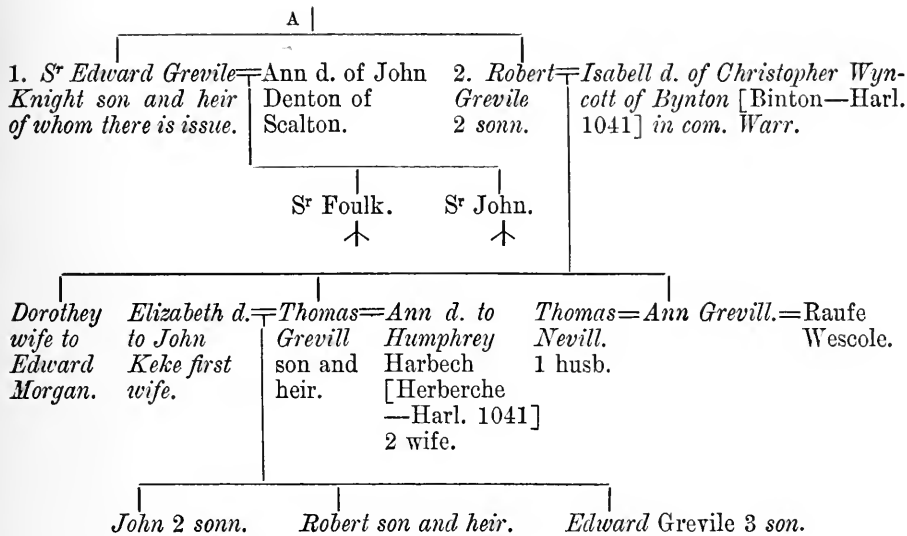 A
1. Sʳ Edward Grevile=Ann d. of John
Knight son and heir Denton of
of whom there is issue. Scalton.
2. Robert=Isabell d. of Christopher Wyn-
Grevile cott of Bynton [Binton—Harl.
2 sonn. 1041] in com. Warr.
Sʳ Foulk. Sʳ John.
Dorothey
wife to
Edward
Morgan.
Elizabeth d.=Thomas=Ann d. to
to John Grevill Humphrey
Keke first son and Harbech
wife. heir. [Herberche
—Harl. 1041]
2 wife.
Thomas=Ann Grevill.=Raufe
Nevill. Wescole.
1 husb.
John 2 sonn. Robert son and heir. Edward Grevile 3 son.